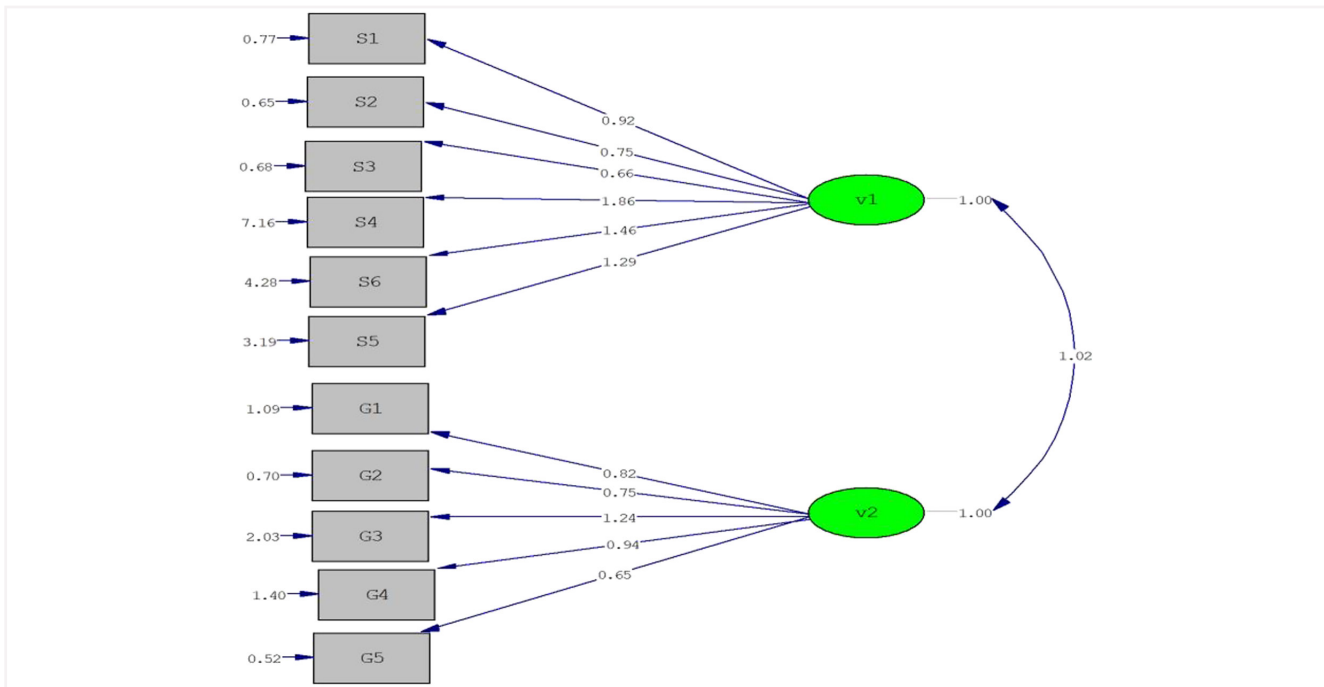 0.77 S1
0.92
0.65 S2
0.75
0.68 S3
0.66
v1 1.00
1.86
7.16 S4
1.46
1.29
4.28 S6
3.19 S5
1.02
1.09 G1
0.82
0.70 G2
0.75
v2 1.00
1.24
2.03 G3
0.94
0.65
1.40 G4
0.52 G5